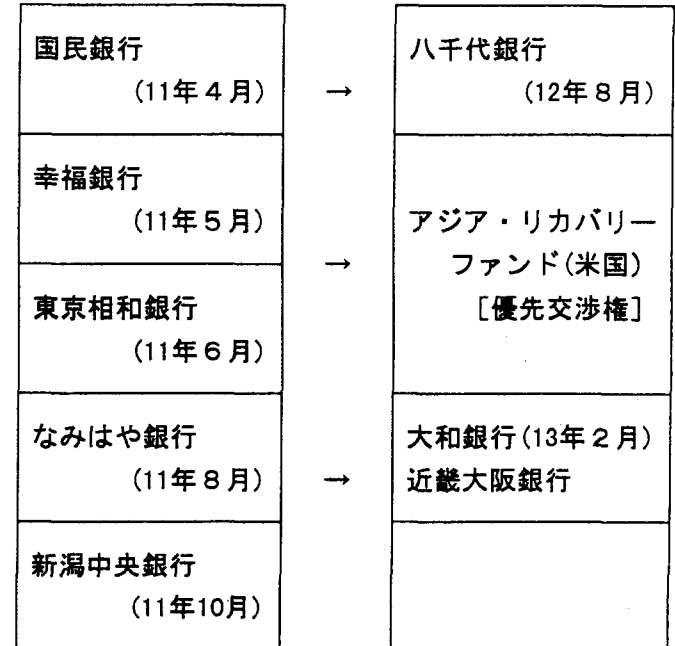 国民銀行
(11年4月)
→
八千代銀行
(12年8月)
幸福銀行
(11年5月)
東京相和銀行
(11年6月)
→
アジア・リカバリー
ファンド(米国)
[優先交渉権]
なみはや銀行
(11年8月)
→
大和銀行(13年2月)
近畿大阪銀行
新潟中央銀行
(11年10月)